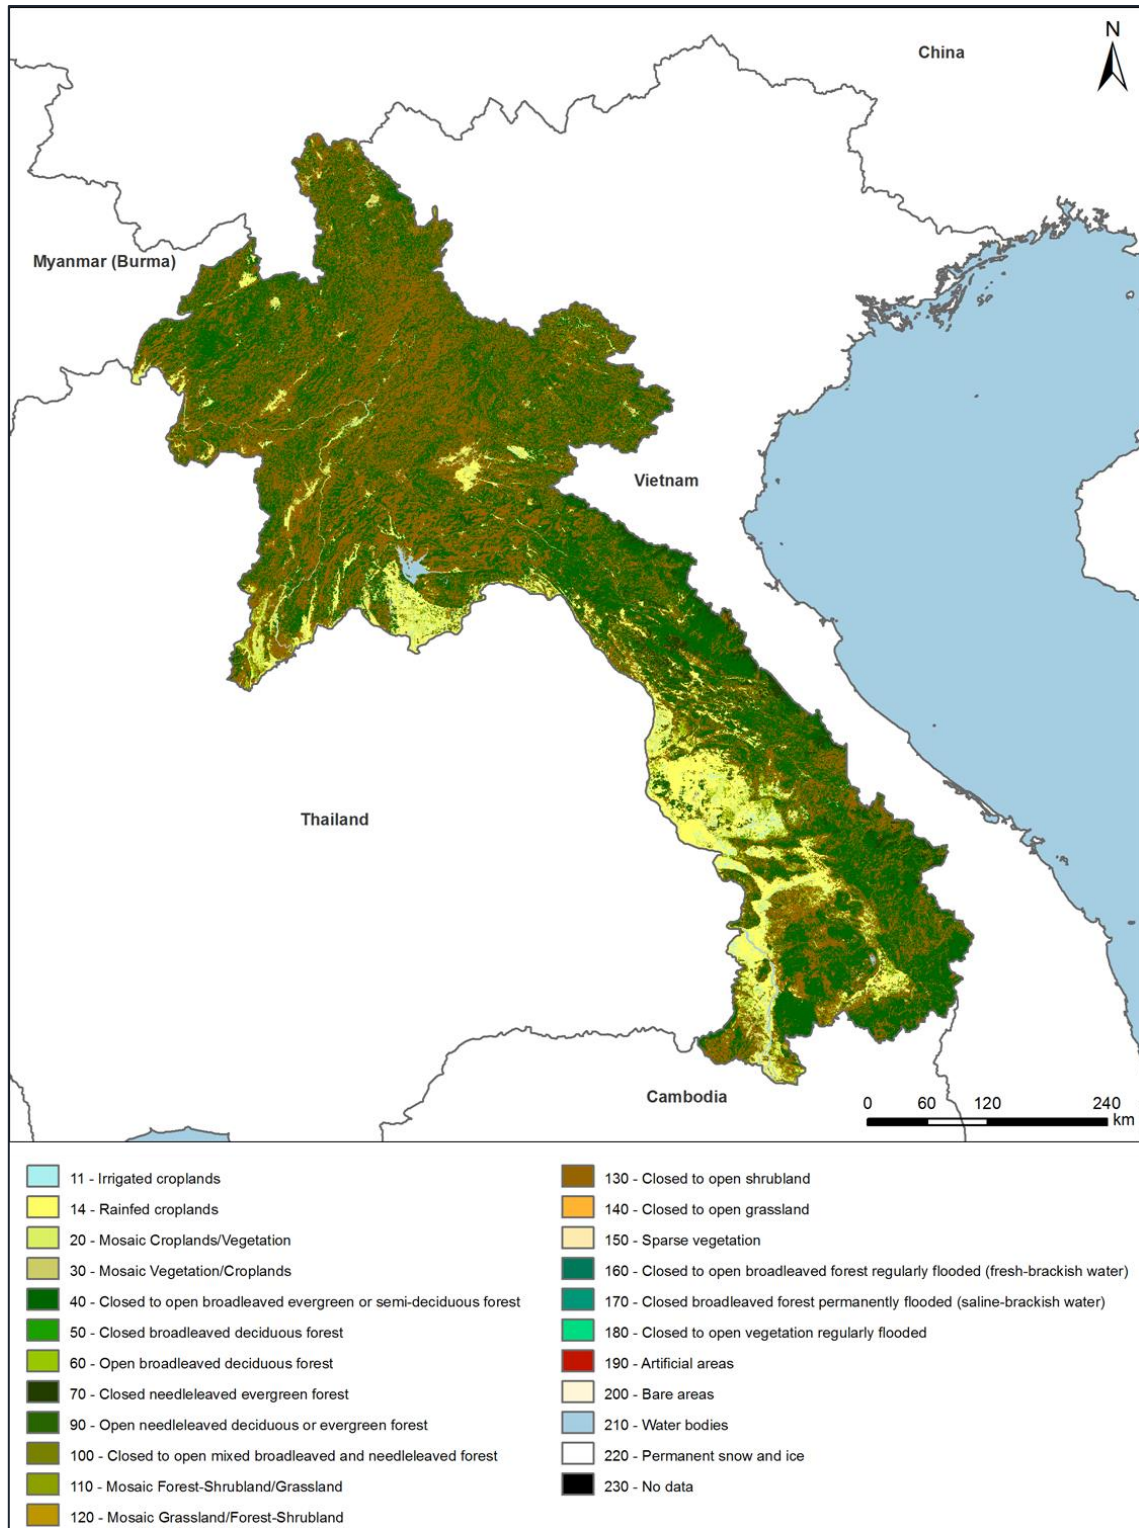 N
China
Myanmar (Burma)
Vietnam
Thailand
Cambodia
0 60 120 240
km
11 - Irrigated croplands
14 - Rainfed croplands
20 - Mosaic Croplands/Vegetation
30 - Mosaic Vegetation/Croplands
40 - Closed to open broadleaved evergreen or semi-deciduous forest
50 - Closed broadleaved deciduous forest
60 - Open broadleaved deciduous forest
70 - Closed needleleaved evergreen forest
90 - Open needleleaved deciduous or evergreen forest
100 - Closed to open mixed broadleaved and needleleaved forest
110 - Mosaic Forest-Shrubland/Grassland
120 - Mosaic Grassland/Forest-Shrubland
130 - Closed to open shrubland
140 - Closed to open grassland
150 - Sparse vegetation
160 - Closed to open broadleaved forest regularly flooded (fresh-brackish water)
170 - Closed broadleaved forest permanently flooded (saline-brackish water)
180 - Closed to open vegetation regularly flooded
190 - Artificial areas
200 - Bare areas
210 - Water bodies
220 - Permanent snow and ice
230 - No data